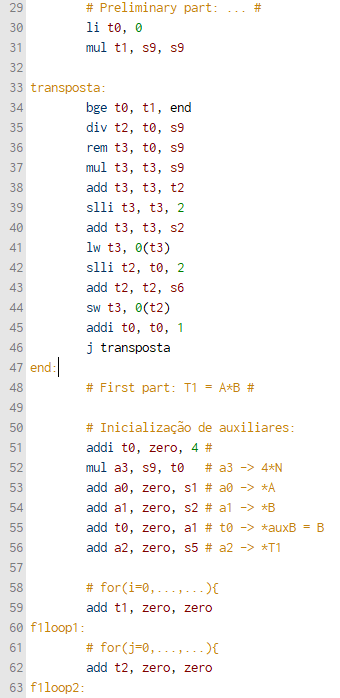 29 # Preliminary part: ... #
30 li t0, 0
31 mul t1, s9, s9
32
33 transposta:
34 bge t0, t1, end
35 div t2, t0, s9
36 rem t3, t0, s9
37 mul t3, t3, s9
38 add t3, t3, t2
39 slli t3, t3, 2
40 add t3, t3, s2
41 lw t3, 0(t3)
42 slli t2, t0, 2
43 add t2, t2, s6
44 sw t3, 0(t2)
45 addi t0, t0, 1
46 j transposta
47 end:
48 # First part: T1 = A*B #
49
50 # Inicialização de auxiliares:
51 addi t0, zero, 4 #
52 mul a3, s9, t0 # a3 -> 4*N
53 add a0, zero, s1 # a0 -> *A
54 add a1, zero, s2 # a1 -> *B
55 add t0, zero, a1 # t0 -> *auxB = B
56 add a2, zero, s5 # a2 -> *T1
57
58 # for(i=0,...,...){
59 add t1, zero, zero
60 f1loop1:
61 # for(j=0,...,...){
62 add t2, zero, zero
63 f1loop2: